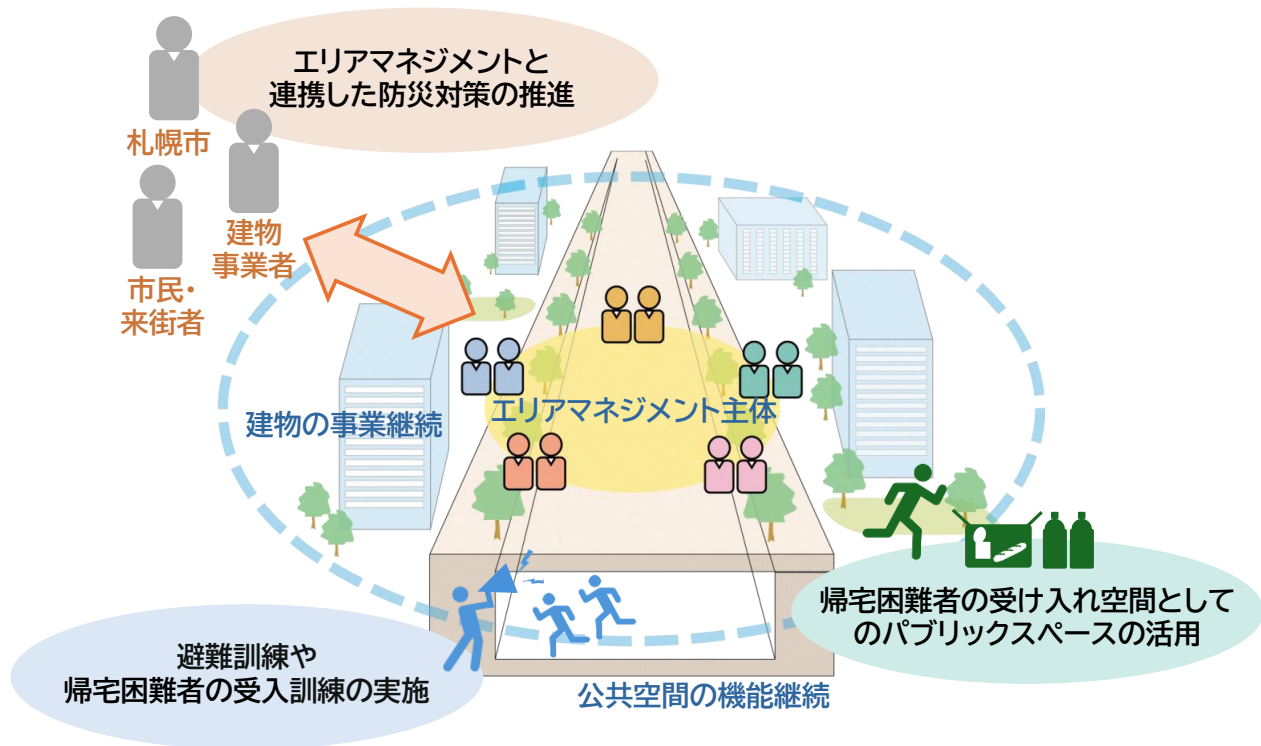 エリアマネジメントと
連携した防災対策の推進
札幌市
建物
事業者
市民・
来街者
建物の事業継続
エリアマネジメント主体
帰宅困難者の受け入れ空間として
のパブリックスペースの活用
避難訓練や
帰宅困難者の受入訓練の実施
公共空間の機能継続